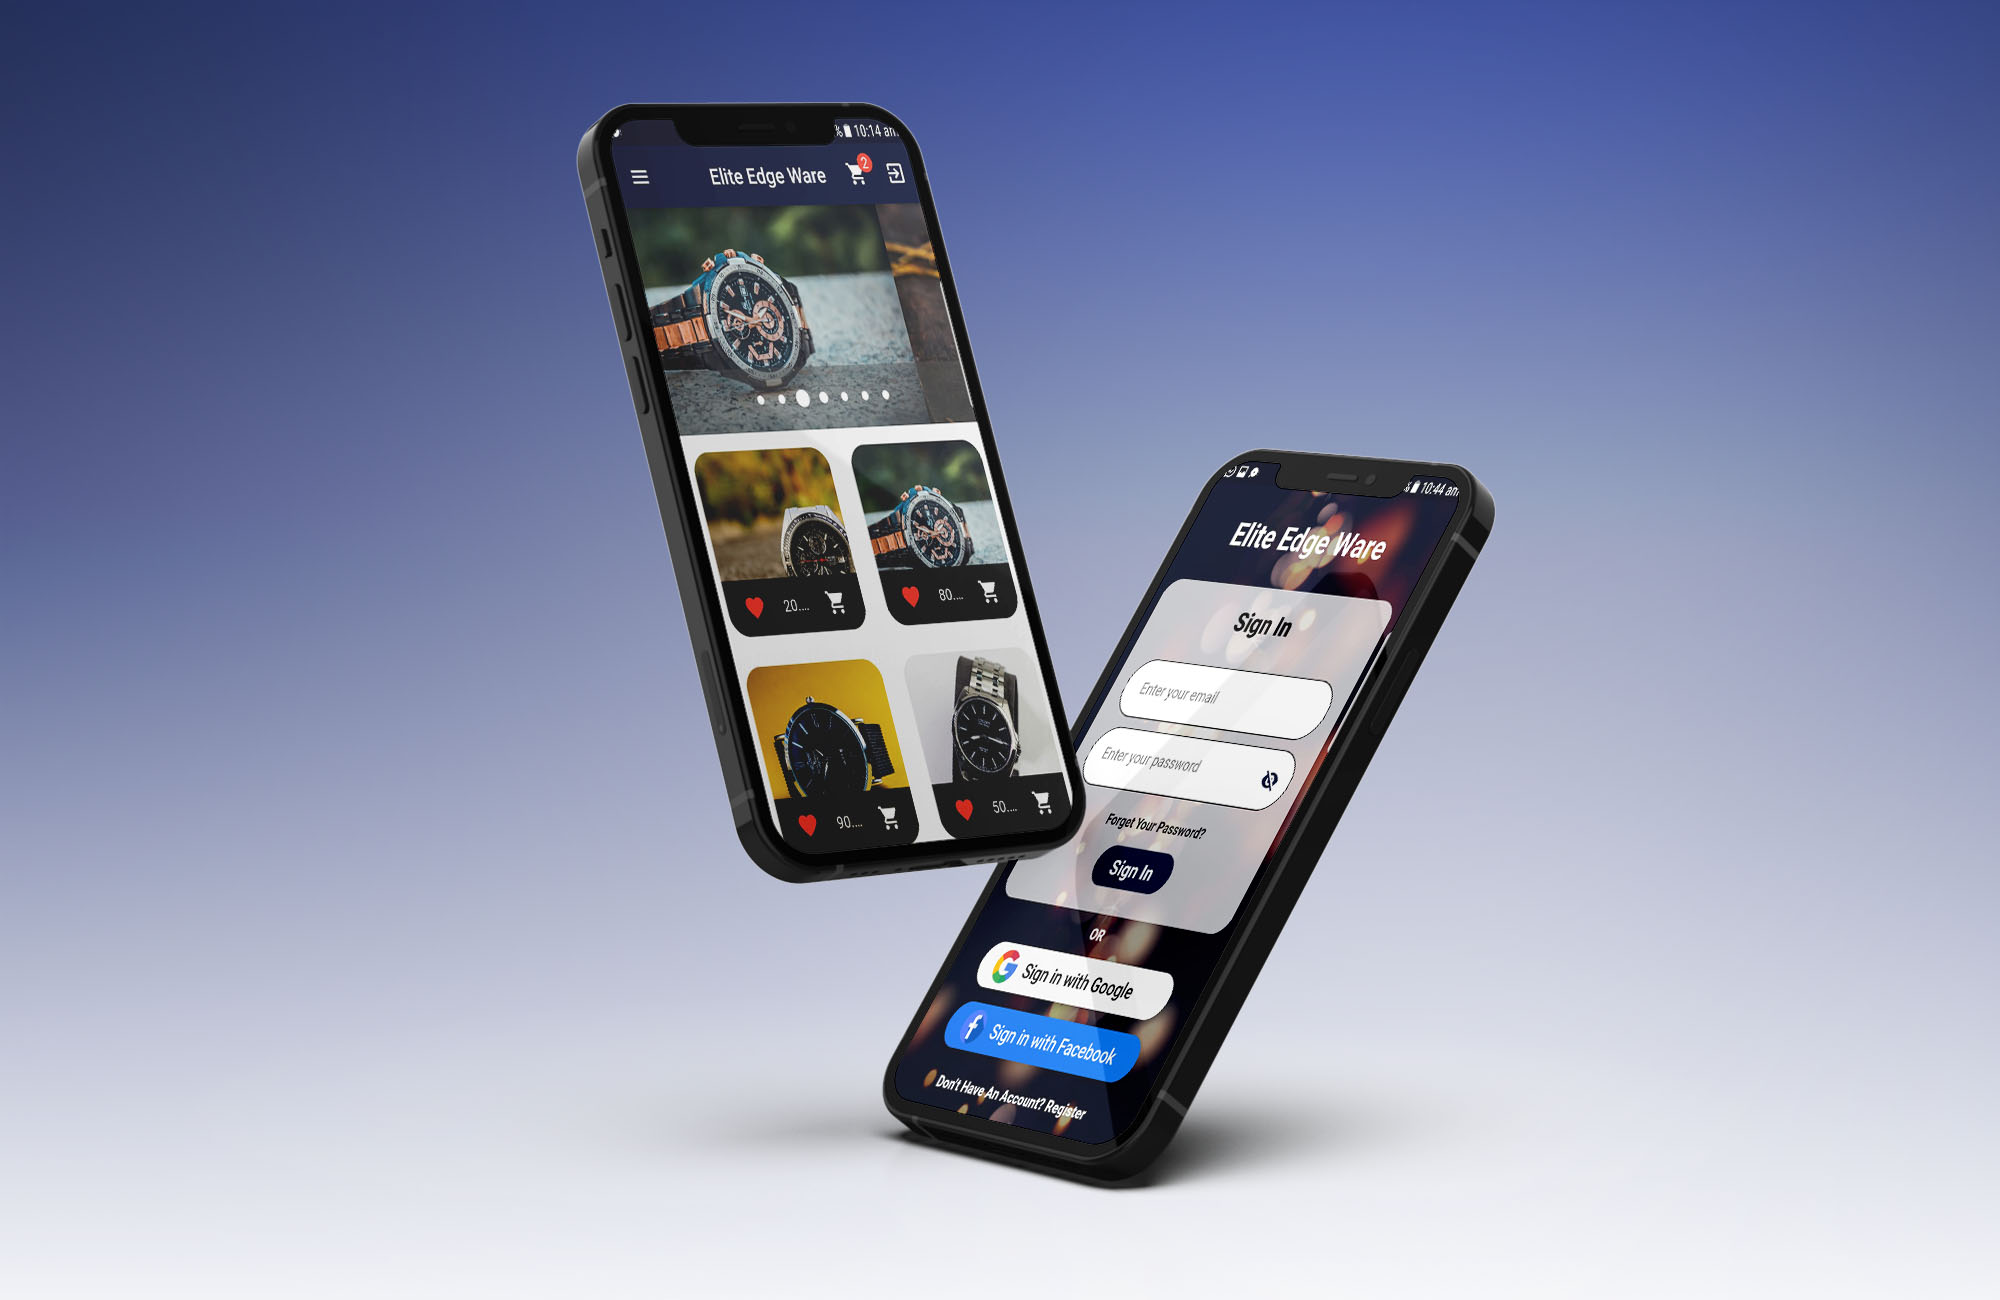 10:14 am
Elite Edge Ware
2
20....
80....
90....
50....
10:44 am
Elite Edge Ware
Sign In
Enter your email
Enter your password
Forget Your Password?
Sign In
OR
G Sign in with Google
f Sign in with Facebook
Don't Have An Account? Register